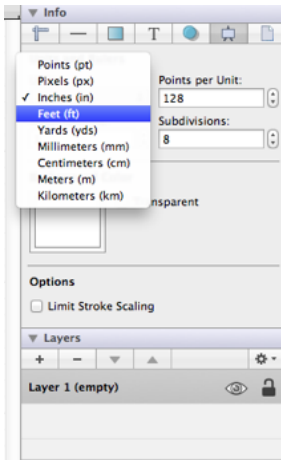 Info
T
Points (pt)
Pixels (px)
✓ Inches (in)
Feet (ft)
Yards (yds)
Millimeters (mm)
Centimeters (cm)
Meters (m)
Kilometers (km)
Points per Unit:
128
Subdivisions:
8
nsparent
Options
Limit Stroke Scaling
Layers
+ −
Layer 1 (empty)